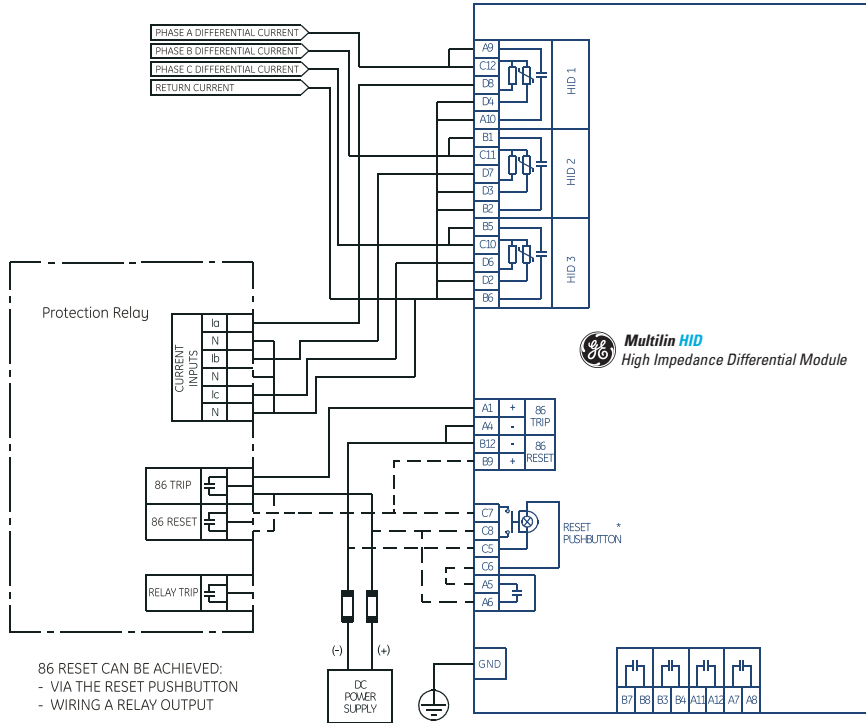 PHASE A DIFFERENTIAL CURRENT
PHASE B DIFFERENTIAL CURRENT
PHASE C DIFFERENTIAL CURRENT
RETURN CURRENT
A9
C12
D8
D4
A10
HID 1
B1
C11
D7
D3
B2
HID 2
B5
C10
D6
D2
B6
HID 3
Protection Relay
CURRENT
INPUTS
Ia
N
Ib
N
Ic
N
GE
Multilin HID
High Impedance Differential Module
A1 +
A4 -
86
TRIP
B12 -
B9 +
86
RESET
86 TRIP
86 RESET
RELAY TRIP
C7
C8
C5
C6
A5
A6
RESET *
PUSHBUTTON
(-) (+)
DC
POWER
SUPPLY
GND
B7 B8 B3 B4 A11 A12 A7 A8
86 RESET CAN BE ACHIEVED:
- VIA THE RESET PUSHBUTTON
- WIRING A RELAY OUTPUT